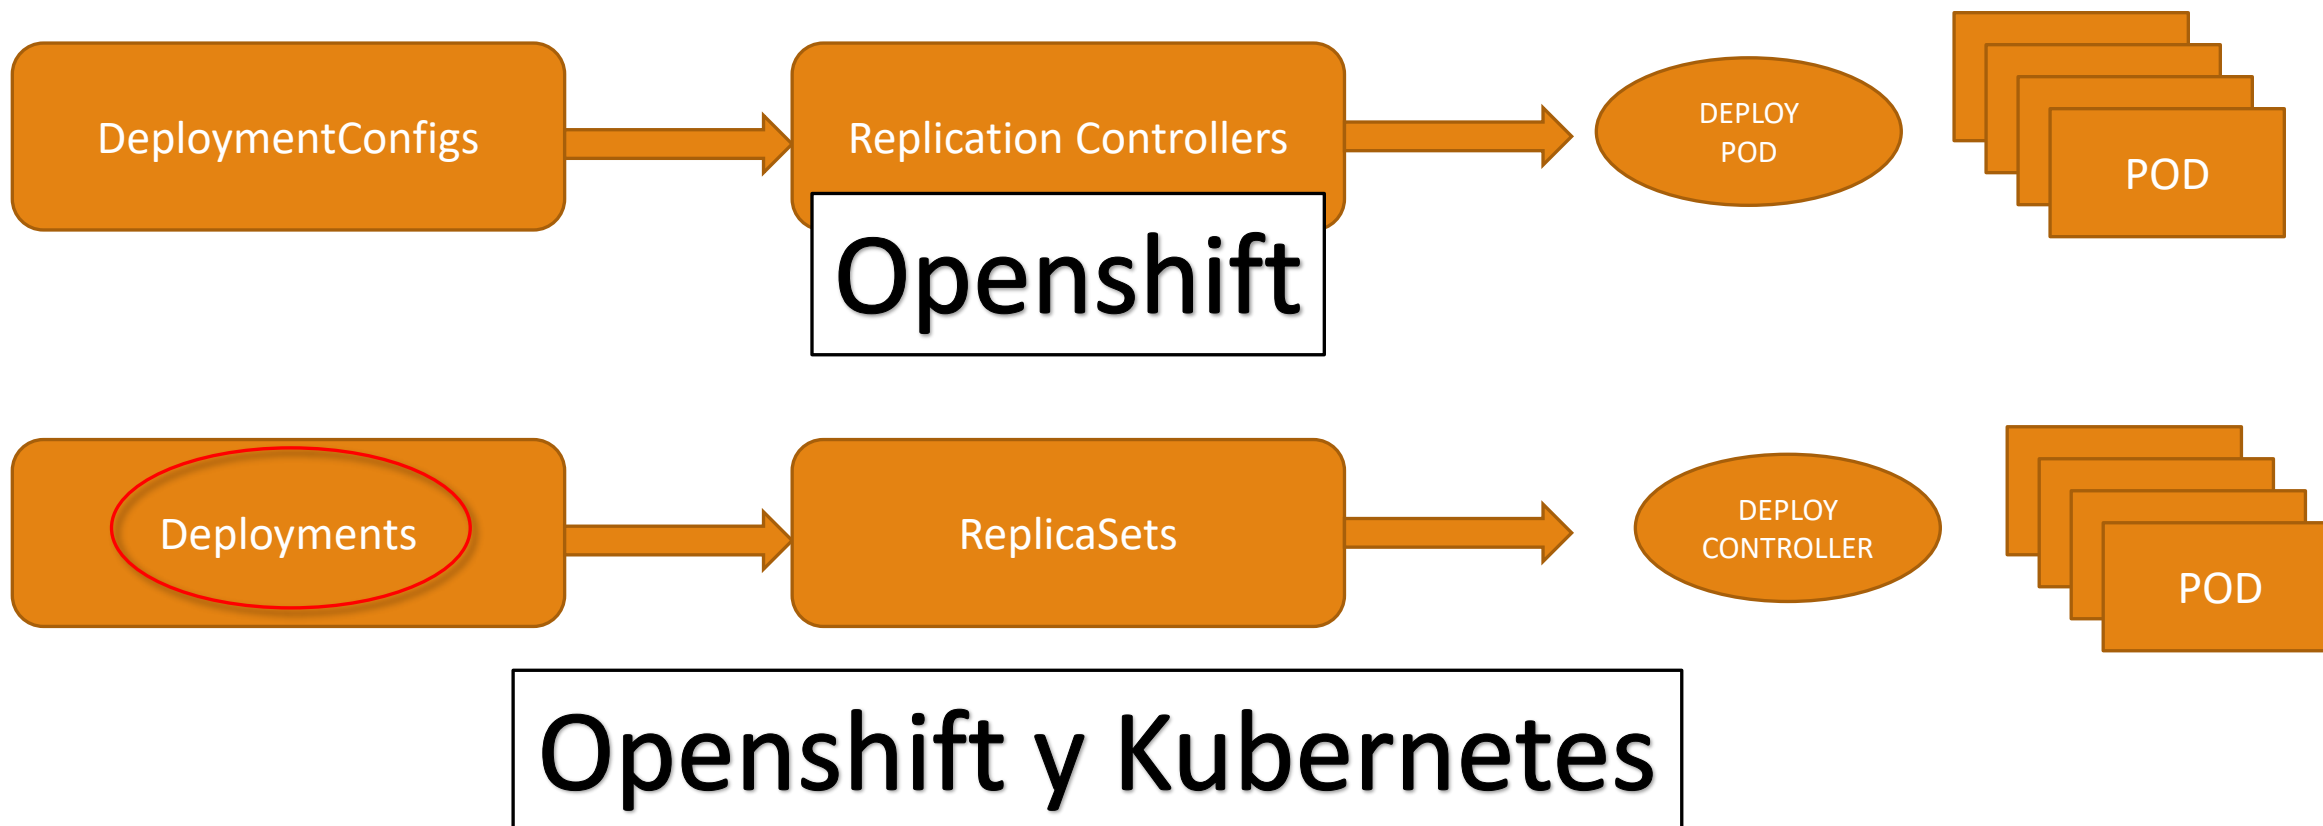 DeploymentConfigs
Replication Controllers
DEPLOY
POD
POD
Openshift
Deployments
ReplicaSets
DEPLOY
CONTROLLER
POD
Openshift y Kubernetes